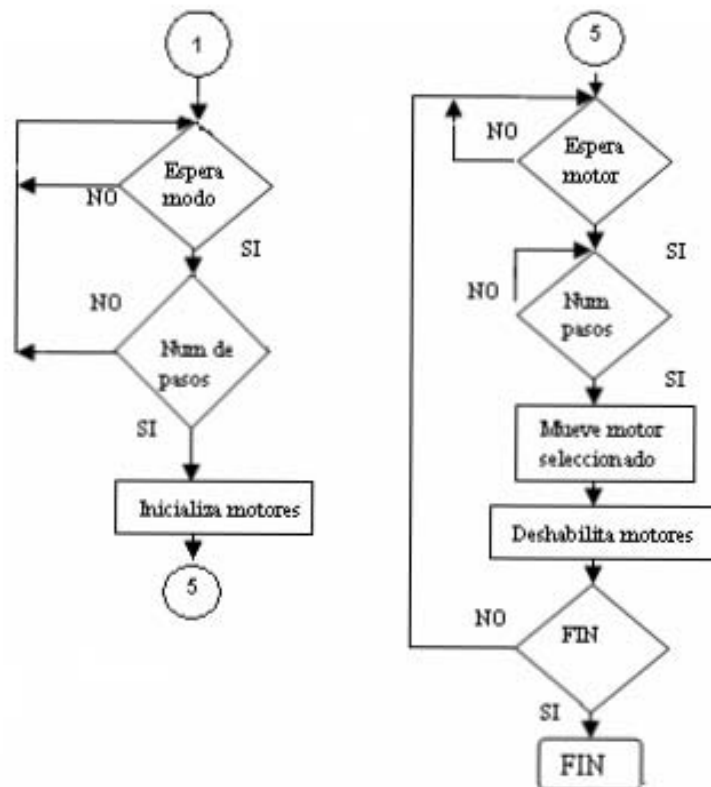 1
Espera
modo
NO
SI
NO
Num de
pasos
SI
Inicializa motores
5
5
NO
Espera
motor
SI
NO
Num
pasos
SI
Mueve motor
seleccionado
Deshabilita motores
NO
FIN
SI
FIN